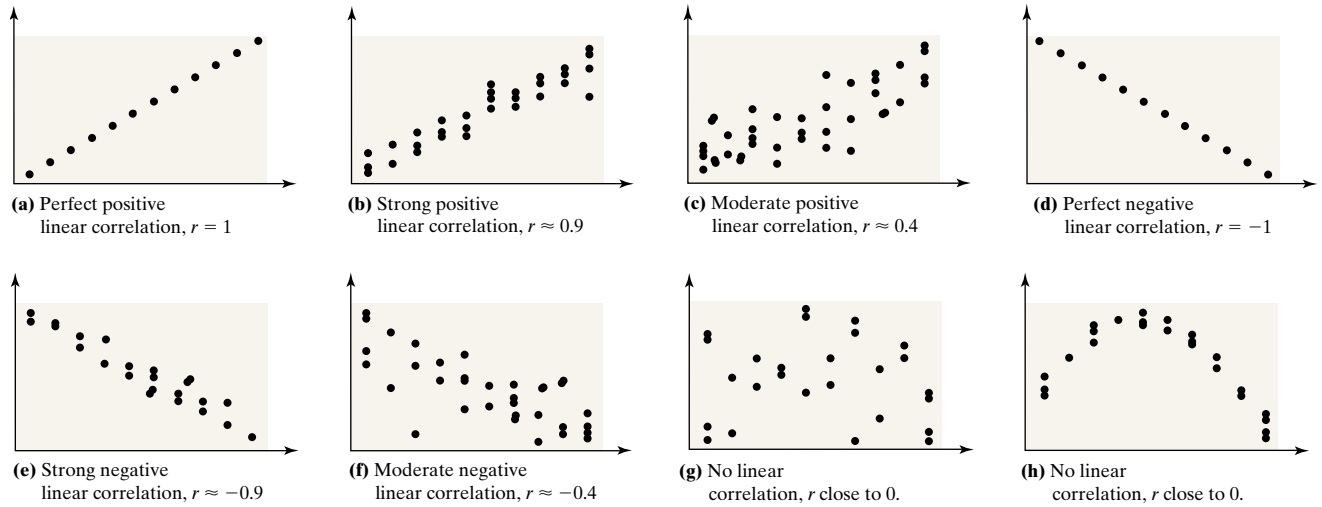 (a) Perfect positive
linear correlation, r = 1
(b) Strong positive
linear correlation, r ≈ 0.9
(c) Moderate positive
linear correlation, r ≈ 0.4
(d) Perfect negative
linear correlation, r = −1
(e) Strong negative
linear correlation, r ≈ −0.9
(f) Moderate negative
linear correlation, r ≈ −0.4
(g) No linear
correlation, r close to 0.
(h) No linear
correlation, r close to 0.